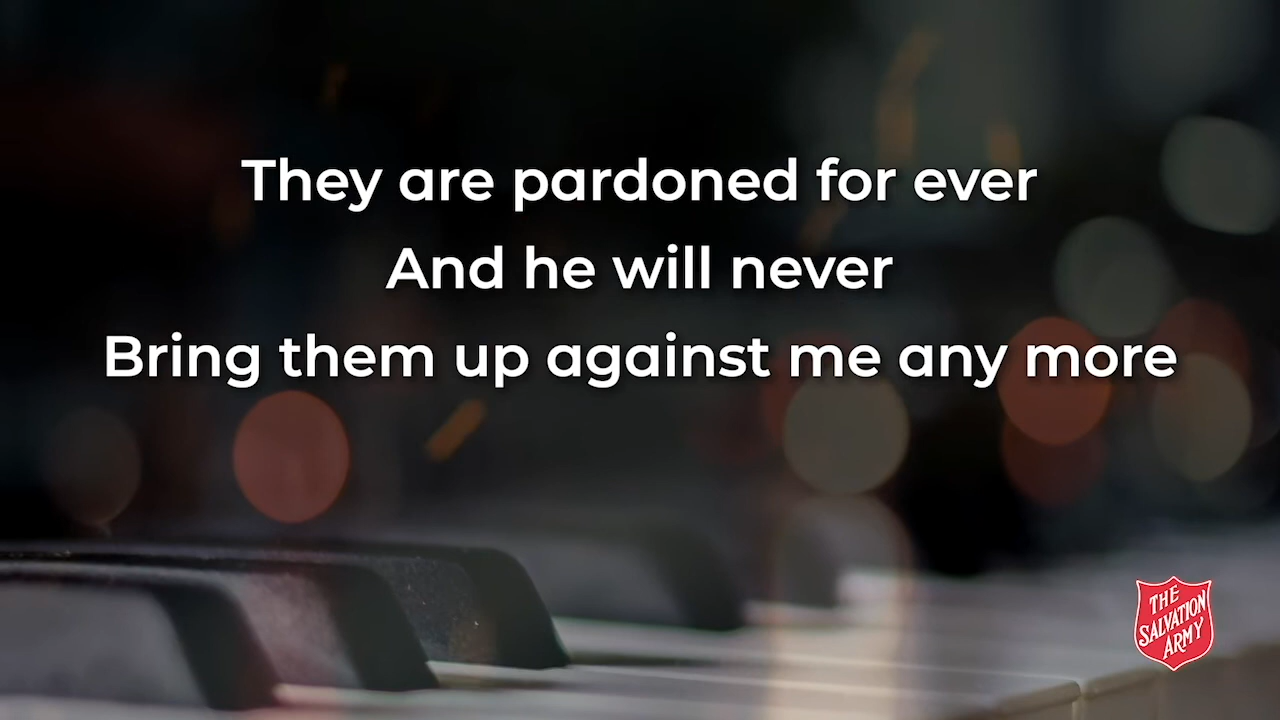 They are pardoned for ever
And he will never
Bring them up against me any more
THE
SALVATION
ARMY